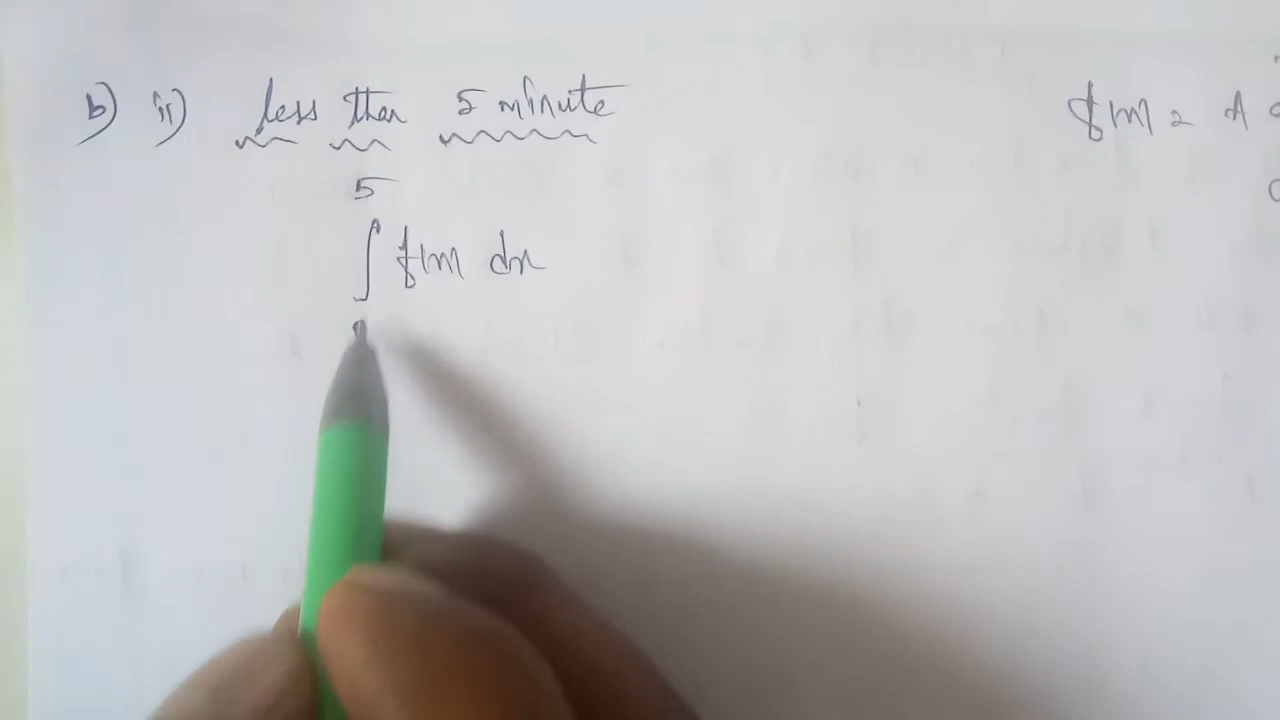 b) ii) less than 5 minute
f(x) = A
5
∫ f(x) dx